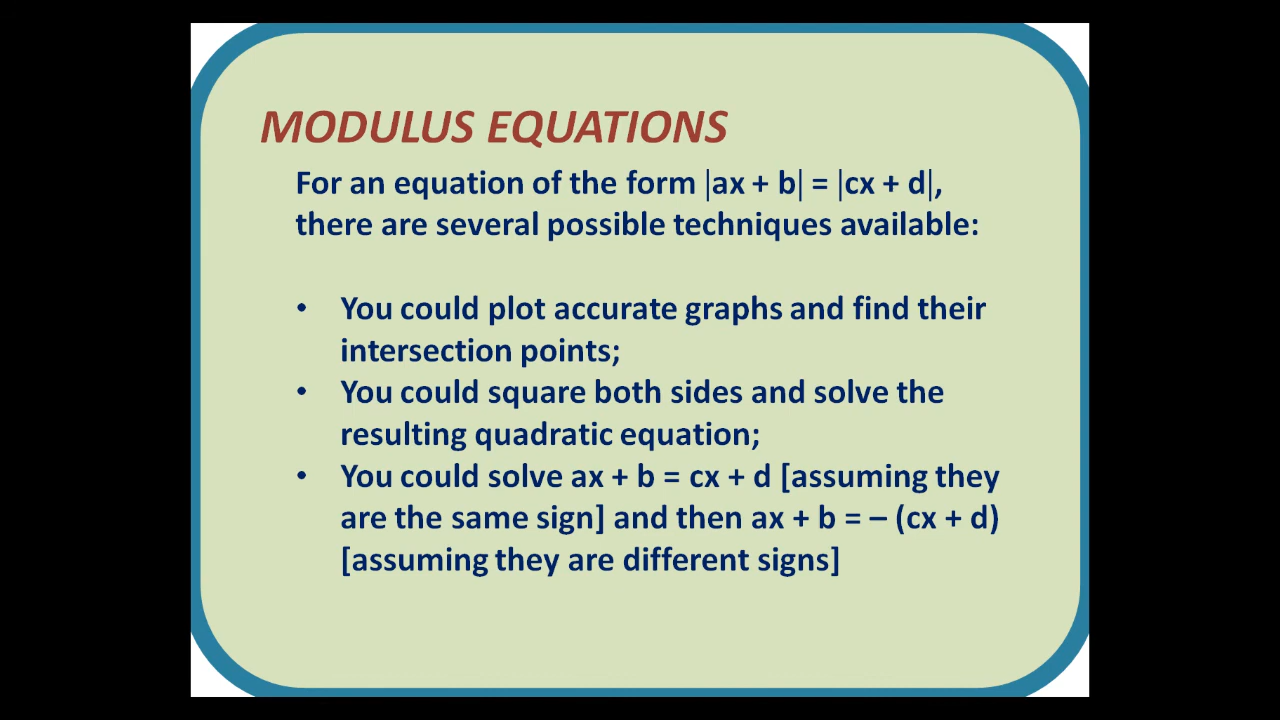 MODULUS EQUATIONS
For an equation of the form |ax + b| = |cx + d|,
there are several possible techniques available:
• You could plot accurate graphs and find their
intersection points;
• You could square both sides and solve the
resulting quadratic equation;
• You could solve ax + b = cx + d [assuming they
are the same sign] and then ax + b = – (cx + d)
[assuming they are different signs]